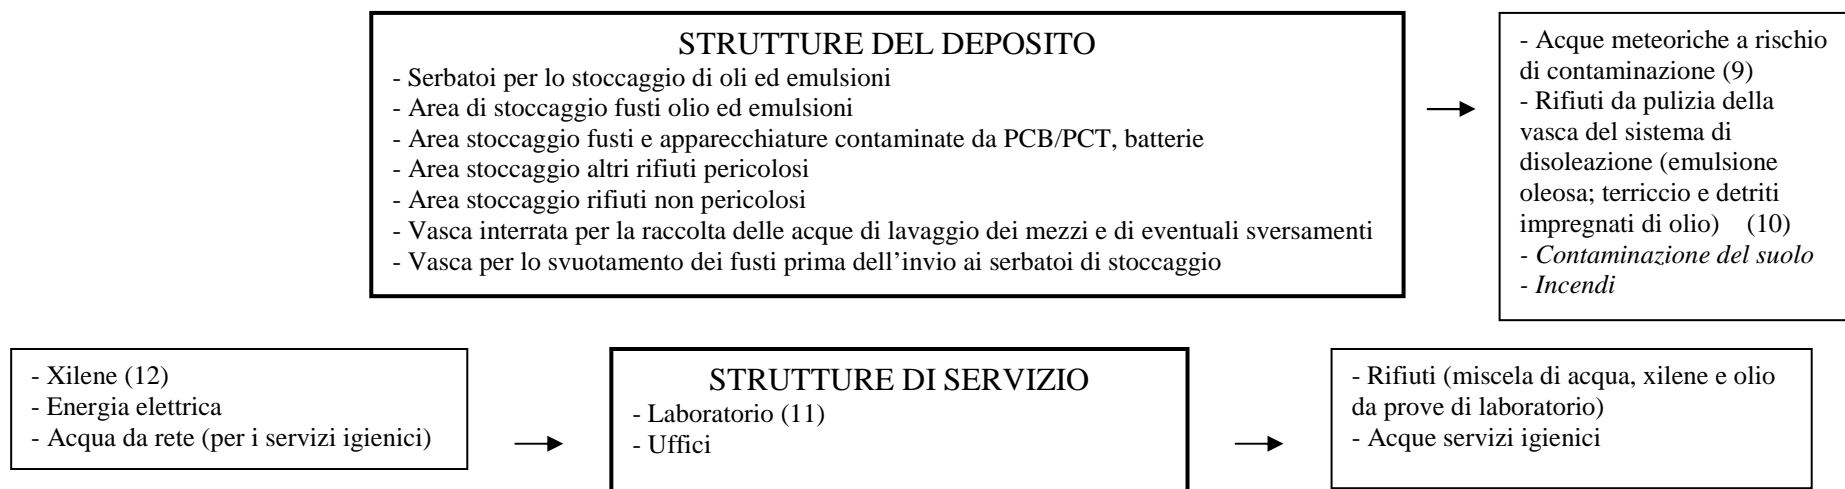 STRUTTURE DEL DEPOSITO
- Serbatoi per lo stoccaggio di oli ed emulsioni
- Area di stoccaggio fusti olio ed emulsioni
- Area stoccaggio fusti e apparecchiature contaminate da PCB/PCT, batterie
- Area stoccaggio altri rifiuti pericolosi
- Area stoccaggio rifiuti non pericolosi
- Vasca interrata per la raccolta delle acque di lavaggio dei mezzi e di eventuali sversamenti
- Vasca per lo svuotamento dei fusti prima dell’invio ai serbatoi di stoccaggio
- Acque meteoriche a rischio
di contaminazione (9)
- Rifiuti da pulizia della
vasca del sistema di
disoleazione (emulsione
oleosa; terriccio e detriti
impregnati di olio) (10)
- Contaminazione del suolo
- Incendi
- Xilene (12)
- Energia elettrica
- Acqua da rete (per i servizi igienici)
STRUTTURE DI SERVIZIO
- Laboratorio (11)
- Uffici
- Rifiuti (miscela di acqua, xilene e olio
da prove di laboratorio)
- Acque servizi igienici